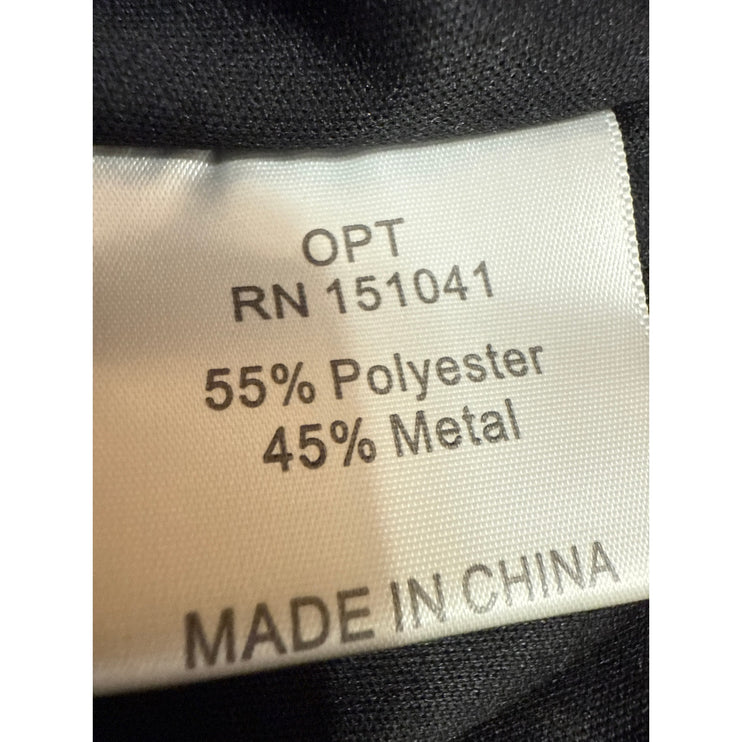 OPT
RN 151041
55% Polyester
45% Metal
MADE IN CHINA